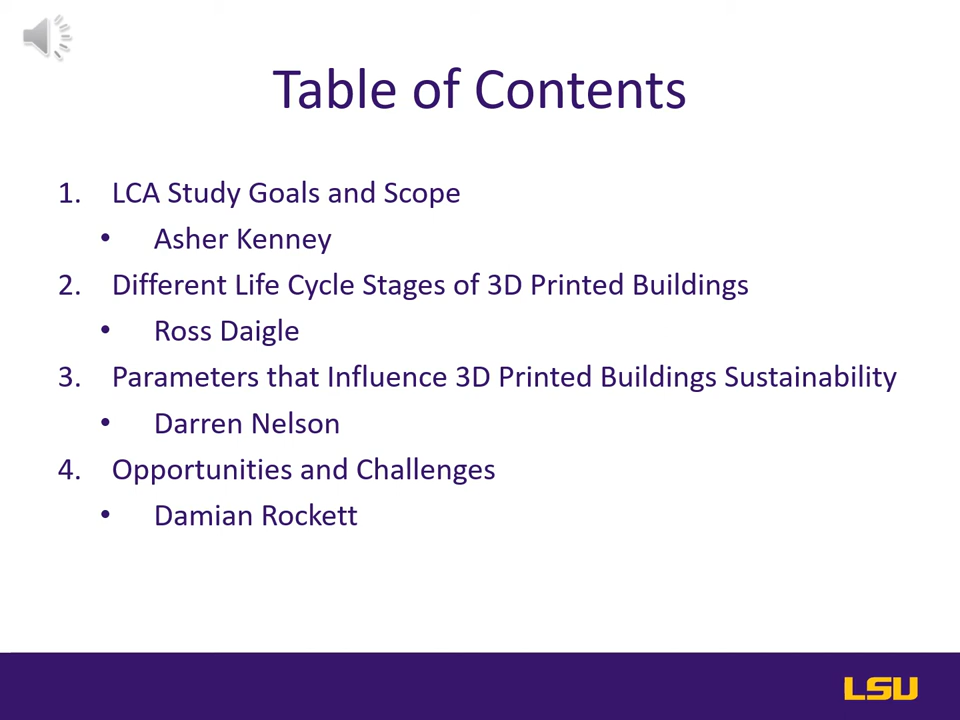 Table of Contents
1. LCA Study Goals and Scope
• Asher Kenney
2. Different Life Cycle Stages of 3D Printed Buildings
• Ross Daigle
3. Parameters that Influence 3D Printed Buildings Sustainability
• Darren Nelson
4. Opportunities and Challenges
• Damian Rockett
LSU